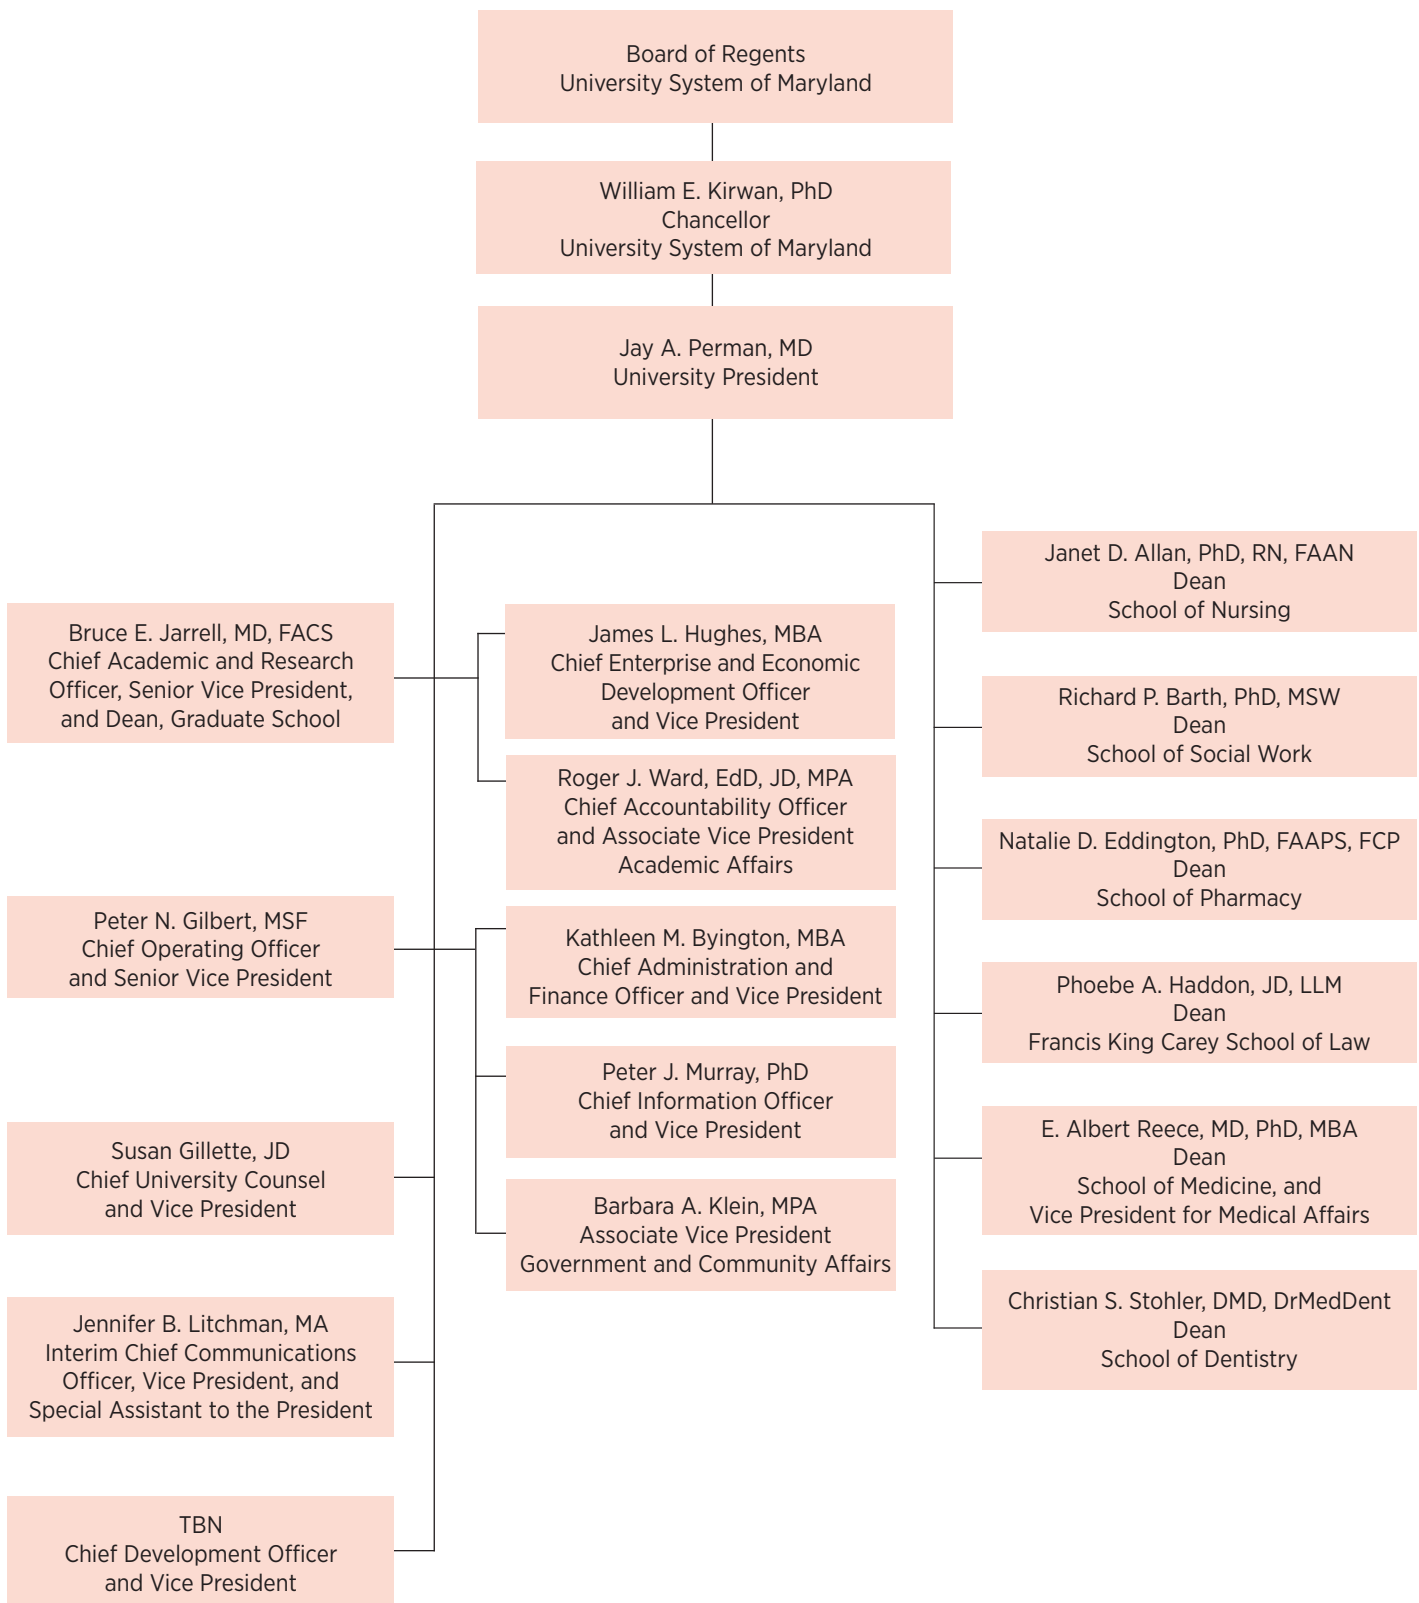 Board of Regents
University System of Maryland
William E. Kirwan, PhD
Chancellor
University System of Maryland
Jay A. Perman, MD
University President
Bruce E. Jarrell, MD, FACS
Chief Academic and Research
Officer, Senior Vice President,
and Dean, Graduate School
James L. Hughes, MBA
Chief Enterprise and Economic
Development Officer
and Vice President
Roger J. Ward, EdD, JD, MPA
Chief Accountability Officer
and Associate Vice President
Academic Affairs
Peter N. Gilbert, MSF
Chief Operating Officer
and Senior Vice President
Kathleen M. Byington, MBA
Chief Administration and
Finance Officer and Vice President
Peter J. Murray, PhD
Chief Information Officer
and Vice President
Barbara A. Klein, MPA
Associate Vice President
Government and Community Affairs
Susan Gillette, JD
Chief University Counsel
and Vice President
Jennifer B. Litchman, MA
Interim Chief Communications
Officer, Vice President, and
Special Assistant to the President
TBN
Chief Development Officer
and Vice President
Janet D. Allan, PhD, RN, FAAN
Dean
School of Nursing
Richard P. Barth, PhD, MSW
Dean
School of Social Work
Natalie D. Eddington, PhD, FAAPS, FCP
Dean
School of Pharmacy
Phoebe A. Haddon, JD, LLM
Dean
Francis King Carey School of Law
E. Albert Reece, MD, PhD, MBA
Dean
School of Medicine, and
Vice President for Medical Affairs
Christian S. Stohler, DMD, DrMedDent
Dean
School of Dentistry